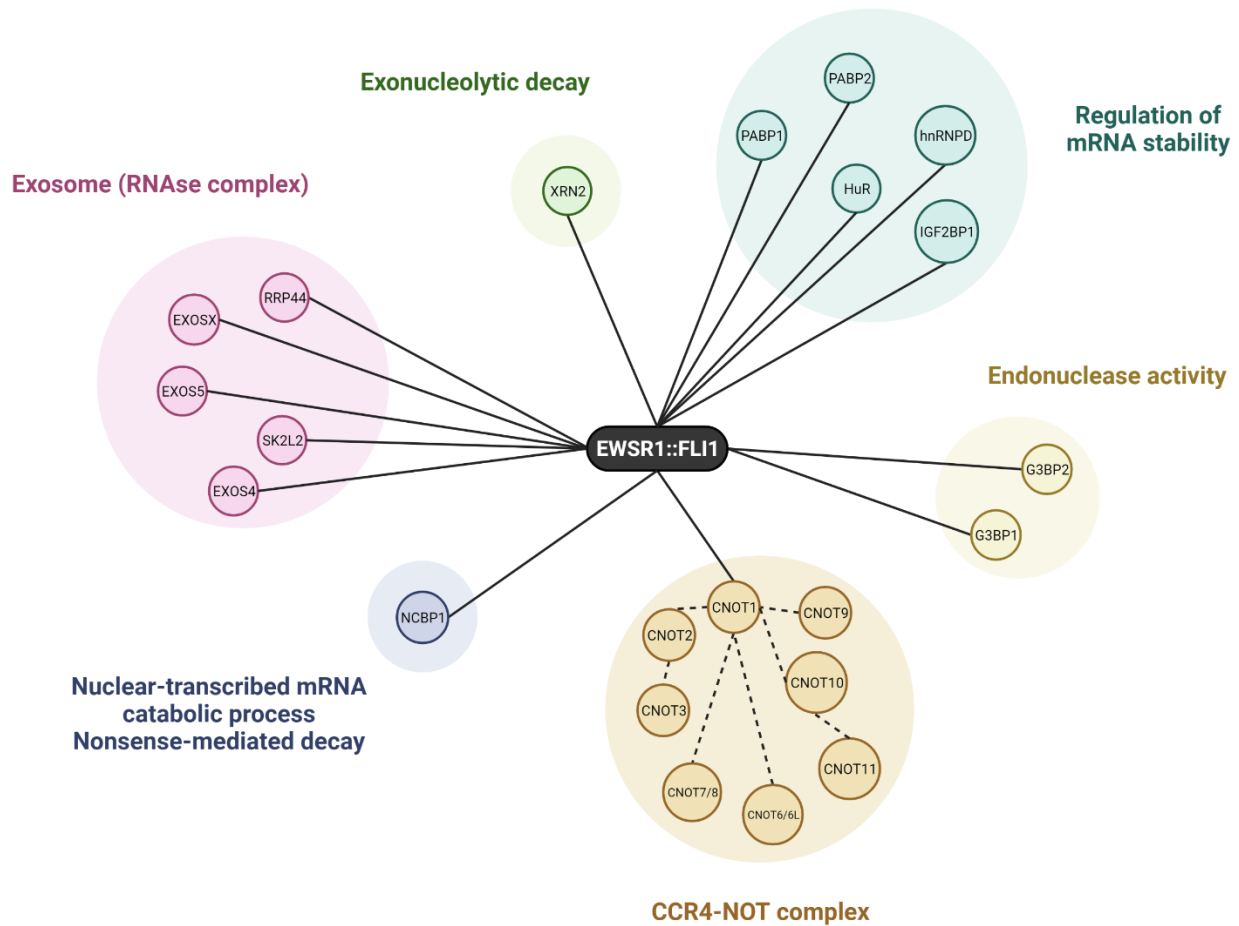 Exonucleolytic decay
PABP2
PABP1
hnRNPD
HuR
IGF2BP1
Regulation of
mRNA stability
Exosome (RNAse complex)
XRN2
RRP44
EXOSX
EXOS5
SK2L2
EXOS4
EWSR1::FLI1
Endonuclease activity
G3BP2
G3BP1
NCBP1
Nuclear-transcribed mRNA
catabolic process
Nonsense-mediated decay
CNOT1
CNOT9
CNOT2
CNOT10
CNOT3
CNOT11
CNOT7/8
CNOT6/6L
CCR4-NOT complex